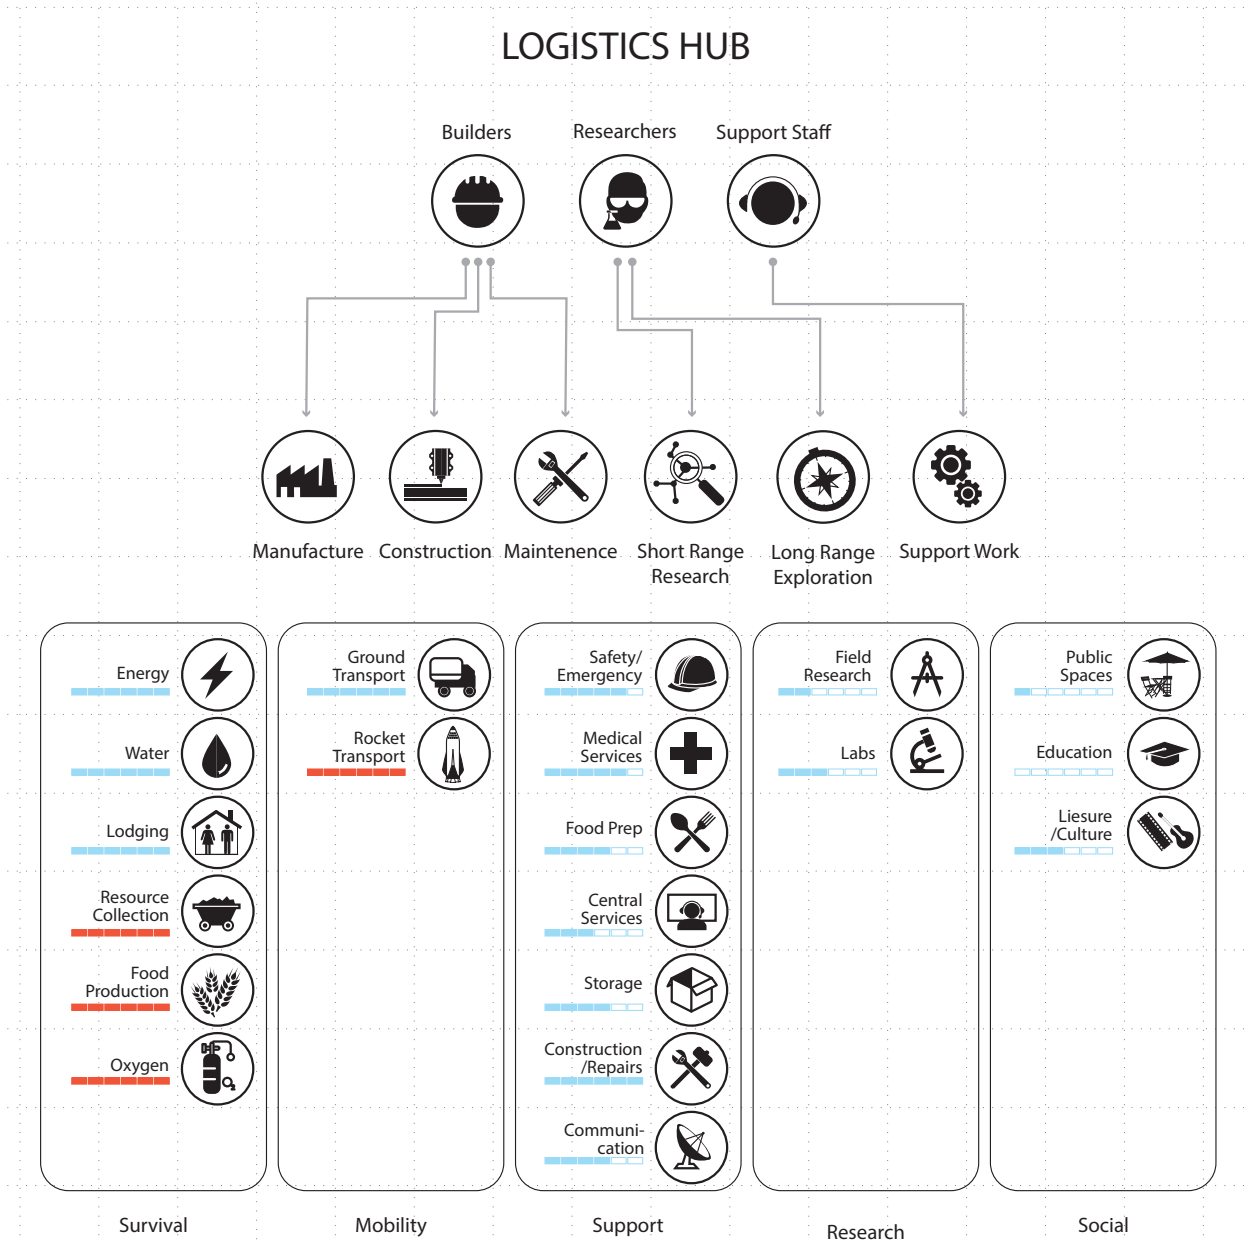 LOGISTICS HUB
Builders
Researchers
Support Staff
Manufacture
Construction
Maintenence
Short Range
Research
Long Range
Exploration
Support Work
Energy
Water
Lodging
Resource
Collection
Food
Production
Oxygen
O2
Survival
Ground
Transport
Rocket
Transport
Mobility
Safety/
Emergency
Medical
Services
Food Prep
Central
Services
Storage
Construction
/Repairs
Communi-
cation
Support
Field
Research
Labs
Research
Public
Spaces
Education
Liesure
/Culture
Social